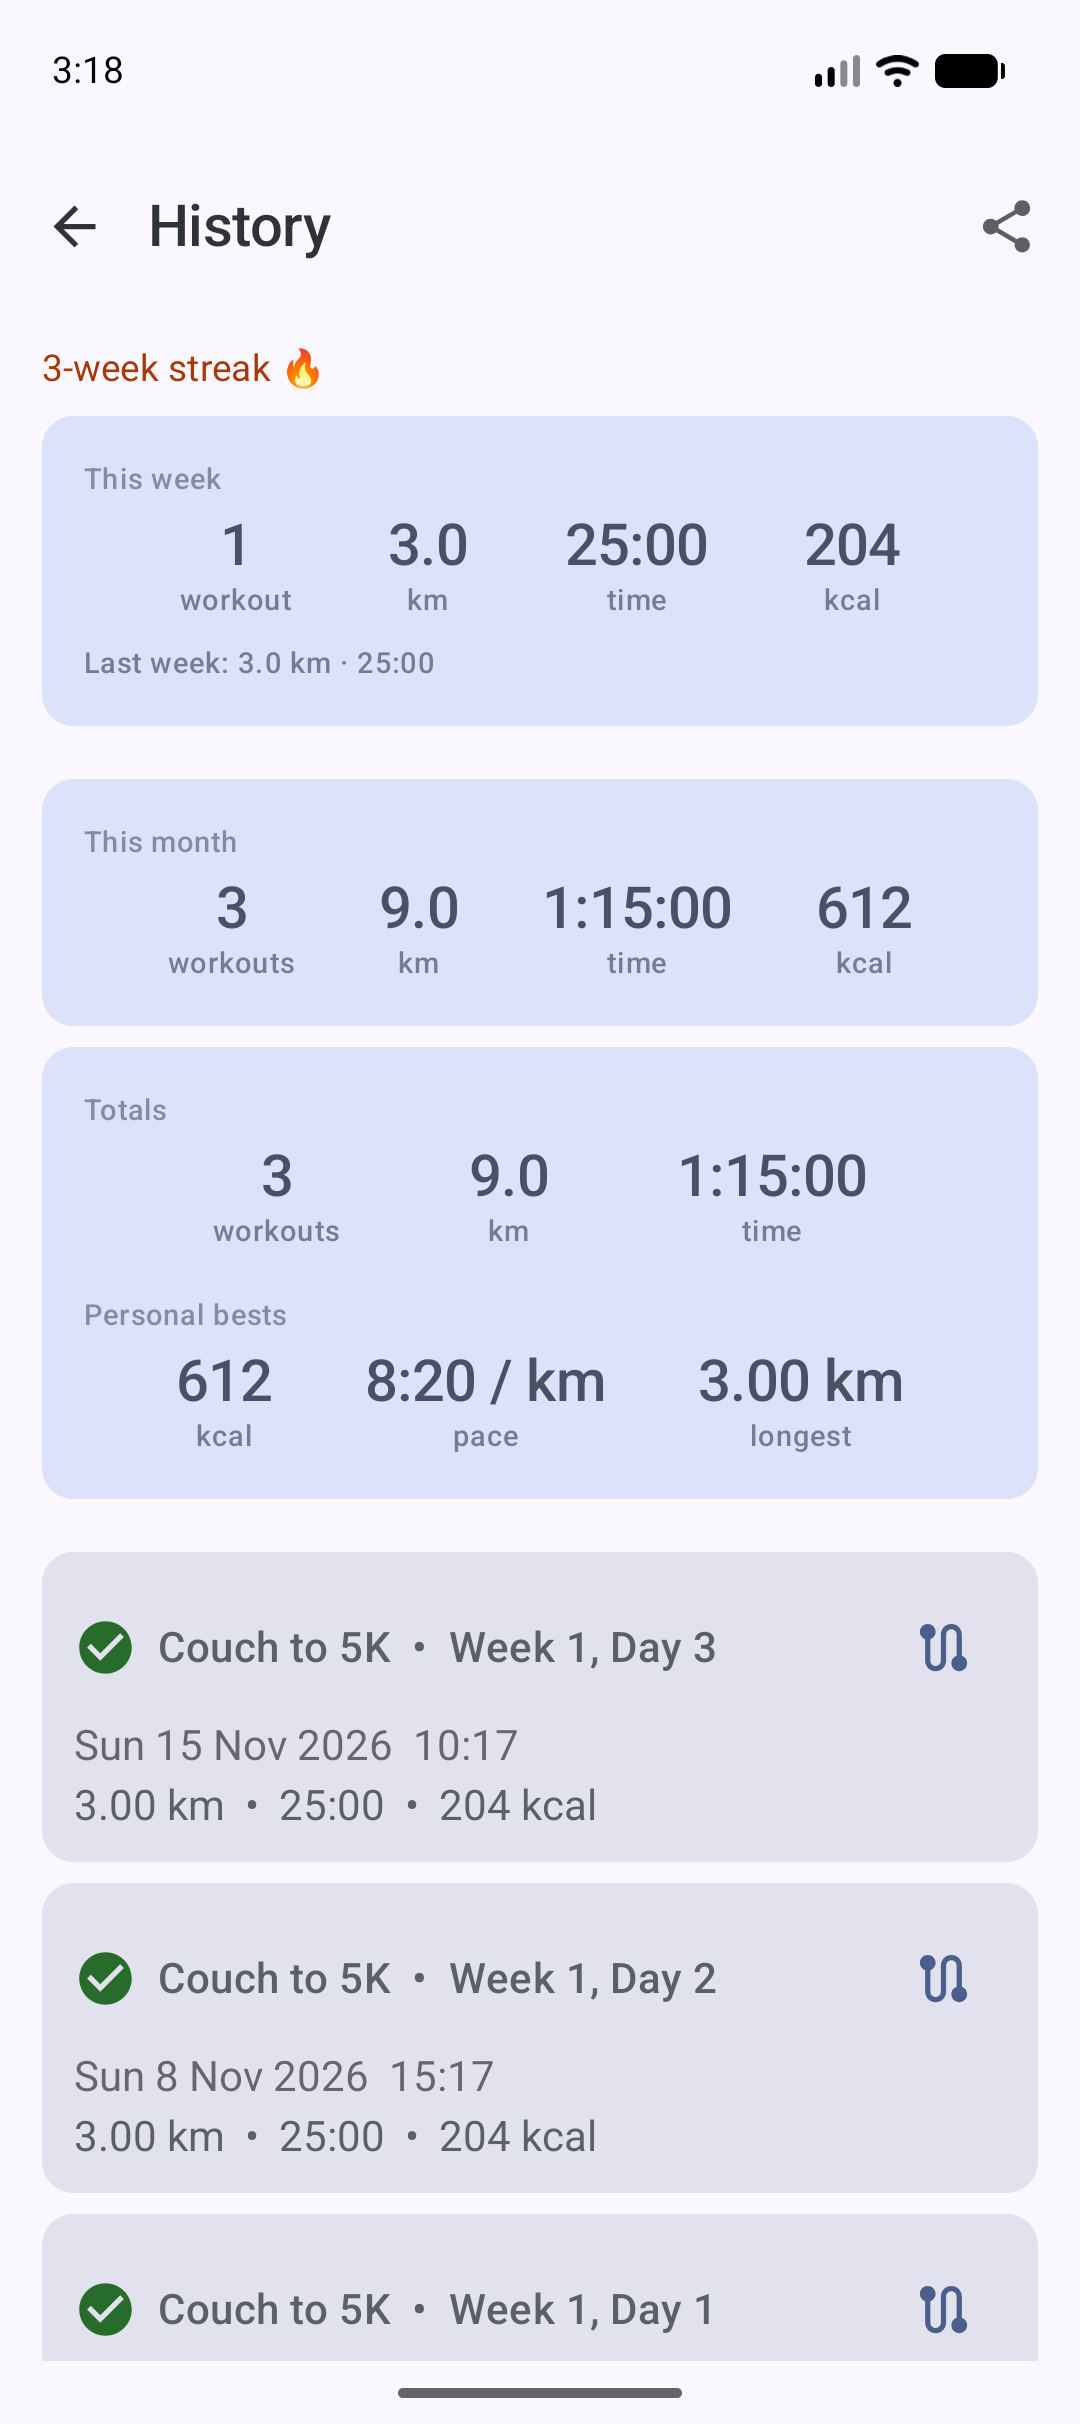 3:18
History
3-week streak 🔥
This week
1 3.0 25:00 204
workout km time kcal
Last week: 3.0 km · 25:00
This month
3 9.0 1:15:00 612
workouts km time kcal
Totals
3 9.0 1:15:00
workouts km time
Personal bests
612 8:20 / km 3.00 km
kcal pace longest
Couch to 5K • Week 1, Day 3
Sun 15 Nov 2026 10:17
3.00 km • 25:00 • 204 kcal
Couch to 5K • Week 1, Day 2
Sun 8 Nov 2026 15:17
3.00 km • 25:00 • 204 kcal
Couch to 5K • Week 1, Day 1